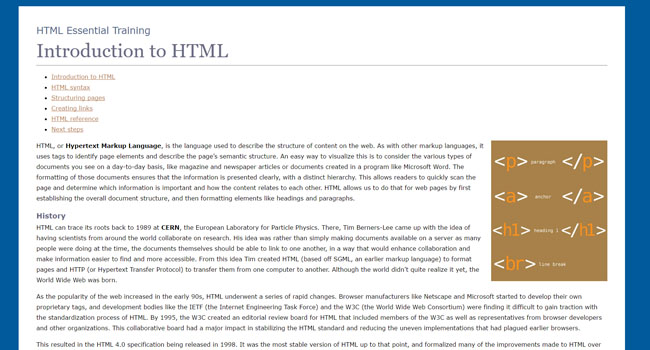 HTML Essential Training
Introduction to HTML
Introduction to HTML
HTML syntax
Structuring pages
Creating links
HTML reference
Next steps
HTML, or Hypertext Markup Language, is the language used to describe the structure of content on the web. As with other markup languages, it
uses tags to identify page elements and describe the page's semantic structure. An easy way to visualize this is to consider the various types of
documents you see on a day-to-day basis, like magazine and newspaper articles or documents created in a program like Microsoft Word. The
formatting of those documents ensures that the information is presented clearly, with a distinct hierarchy. This allows readers to quickly scan the
page and determine which information is important and how the content relates to each other. HTML allows us to do that for web pages by first
establishing the overall document structure, and then formatting elements like headings and paragraphs.
<p> paragraph </p>
<a> anchor </a>
<h1> heading 1 </h1>
<br> line break
History
HTML can trace its roots back to 1989 at CERN, the European Laboratory for Particle Physics. There, Tim Berners-Lee came up with the idea of
having scientists from around the world collaborate on research. His idea was rather than simply making documents available on a server as many
people were doing at the time, the documents themselves should be able to link to one another, in a way that would enhance collaboration and
make information easier to find and more accessible. From this idea Tim created HTML (based off SGML, an earlier markup language) to format
pages and HTTP (or Hypertext Transfer Protocol) to transfer them from one computer to another. Although the world didn't quite realize it yet, the
World Wide Web was born.
As the popularity of the web increased in the early 90s, HTML underwent a series of rapid changes. Browser manufacturers like Netscape and Microsoft started to develop their own
proprietary tags, and development bodies like the IETF (the Internet Engineering Task Force) and the W3C (the World Wide Web Consortium) were finding it difficult to gain traction with
the standardization process of HTML. By 1995, the W3C created an editorial review board for HTML that included members of the W3C as well as representatives from browser developers
and other organizations. This collaborative board had a major impact in stabilizing the HTML standard and reducing the uneven implementations that had plagued earlier browsers.
This resulted in the HTML 4.0 specification being released in 1998. It was the most stable version of HTML up to that point, and formalized many of the improvements made to HTML over